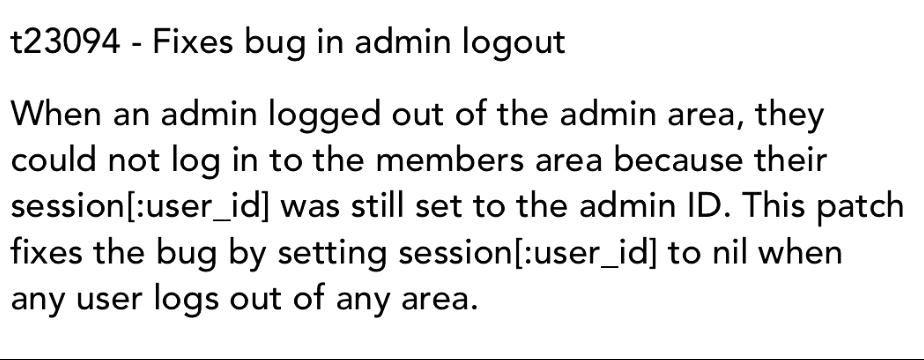 t23094 - Fixes bug in admin logout
When an admin logged out of the admin area, they
could not log in to the members area because their
session[:user_id] was still set to the admin ID. This patch
fixes the bug by setting session[:user_id] to nil when
any user logs out of any area.